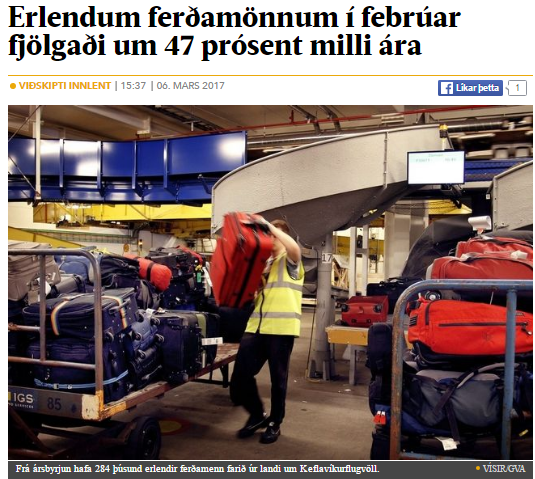 Erlendum ferðamönnum í febrúar
fjölgaði um 47 prósent milli ára
VIÐSKIPTI INNLENT | 15:37 | 06. MARS 2017
Líkar þetta
1
17
IGS 85
Frá ársbyrjun hafa 284 þúsund erlendir ferðamenn farið úr landi um Keflavíkurflugvöll.
VÍSIR/GVA